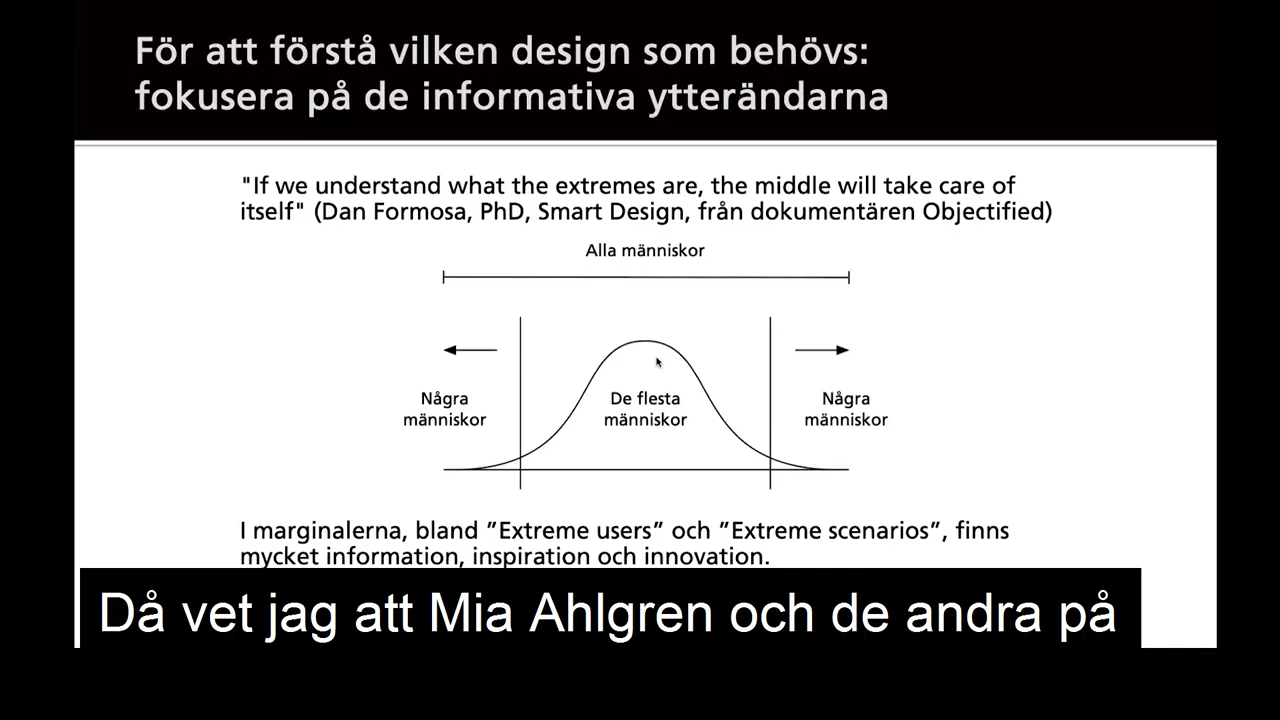 För att förstå vilken design som behövs:
fokusera på de informativa ytterändarna
"If we understand what the extremes are, the middle will take care of
itself" (Dan Formosa, PhD, Smart Design, från dokumentären Objectified)
Alla människor
Några
människor
De flesta
människor
Några
människor
I marginalerna, bland ”Extreme users” och ”Extreme scenarios”, finns
mycket information, inspiration och innovation.
Då vet jag att Mia Ahlgren och de andra på